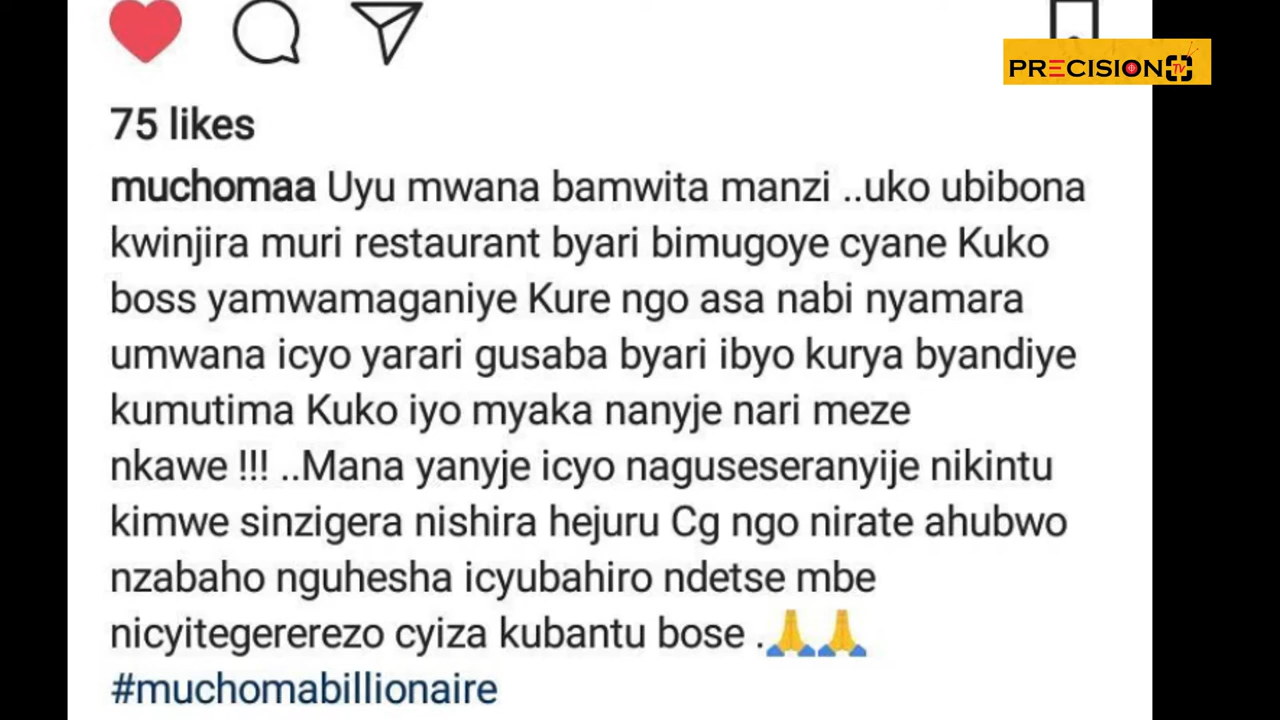 PRECISION TV
75 likes
muchomaa Uyu mwana bamwita manzi ..uko ubibona
kwinjira muri restaurant byari bimugoye cyane Kuko
boss yamwamaganiye Kure ngo asa nabi nyamara
umwana icyo yarari gusaba byari ibyo kurya byandiye
kumutima Kuko iyo myaka nanyje nari meze
nkawe !!! ..Mana yanyje icyo naguseseranyije nikintu
kimwe sinzigera nishira hejuru Cg ngo nirate ahubwo
nzabaho nguhesha icyubahiro ndetse mbe
nicyitegererezo cyiza kubantu bose .🙏🙏
#muchomabillionaire